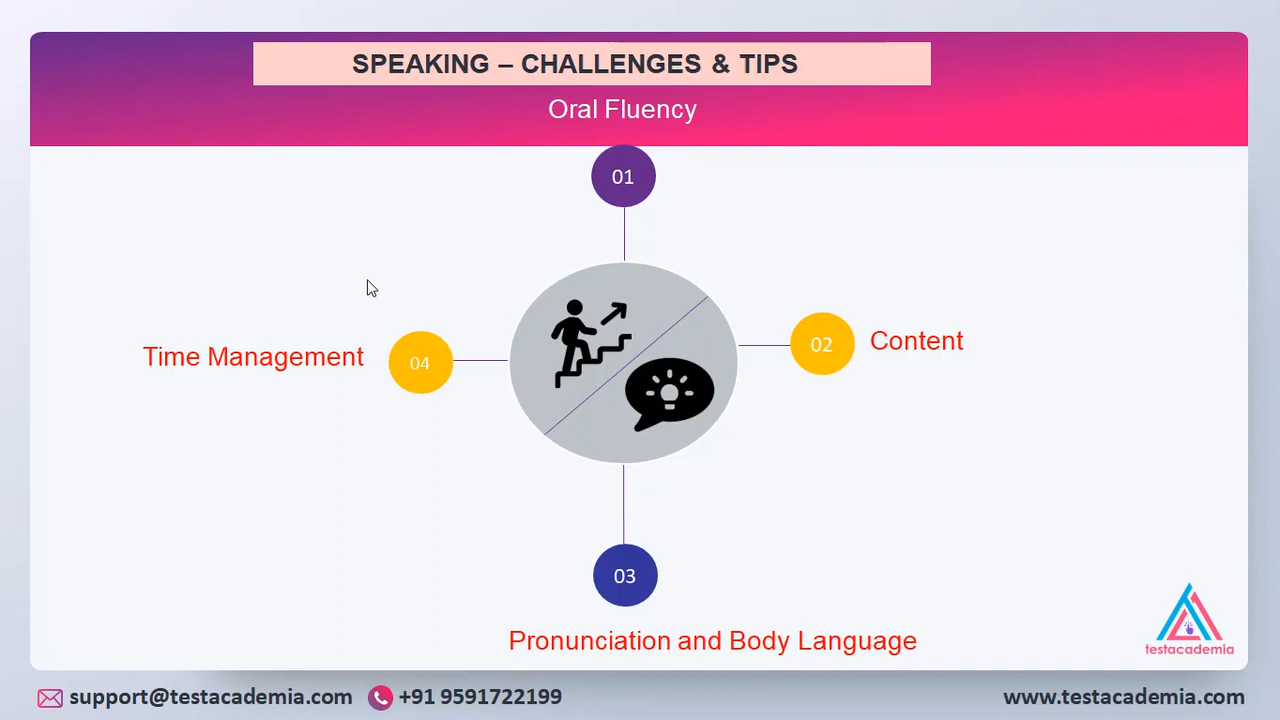 SPEAKING – CHALLENGES & TIPS
Oral Fluency
01
02
Content
Time Management
04
03
Pronunciation and Body Language
testacademia
support@testacademia.com
+91 9591722199
www.testacademia.com